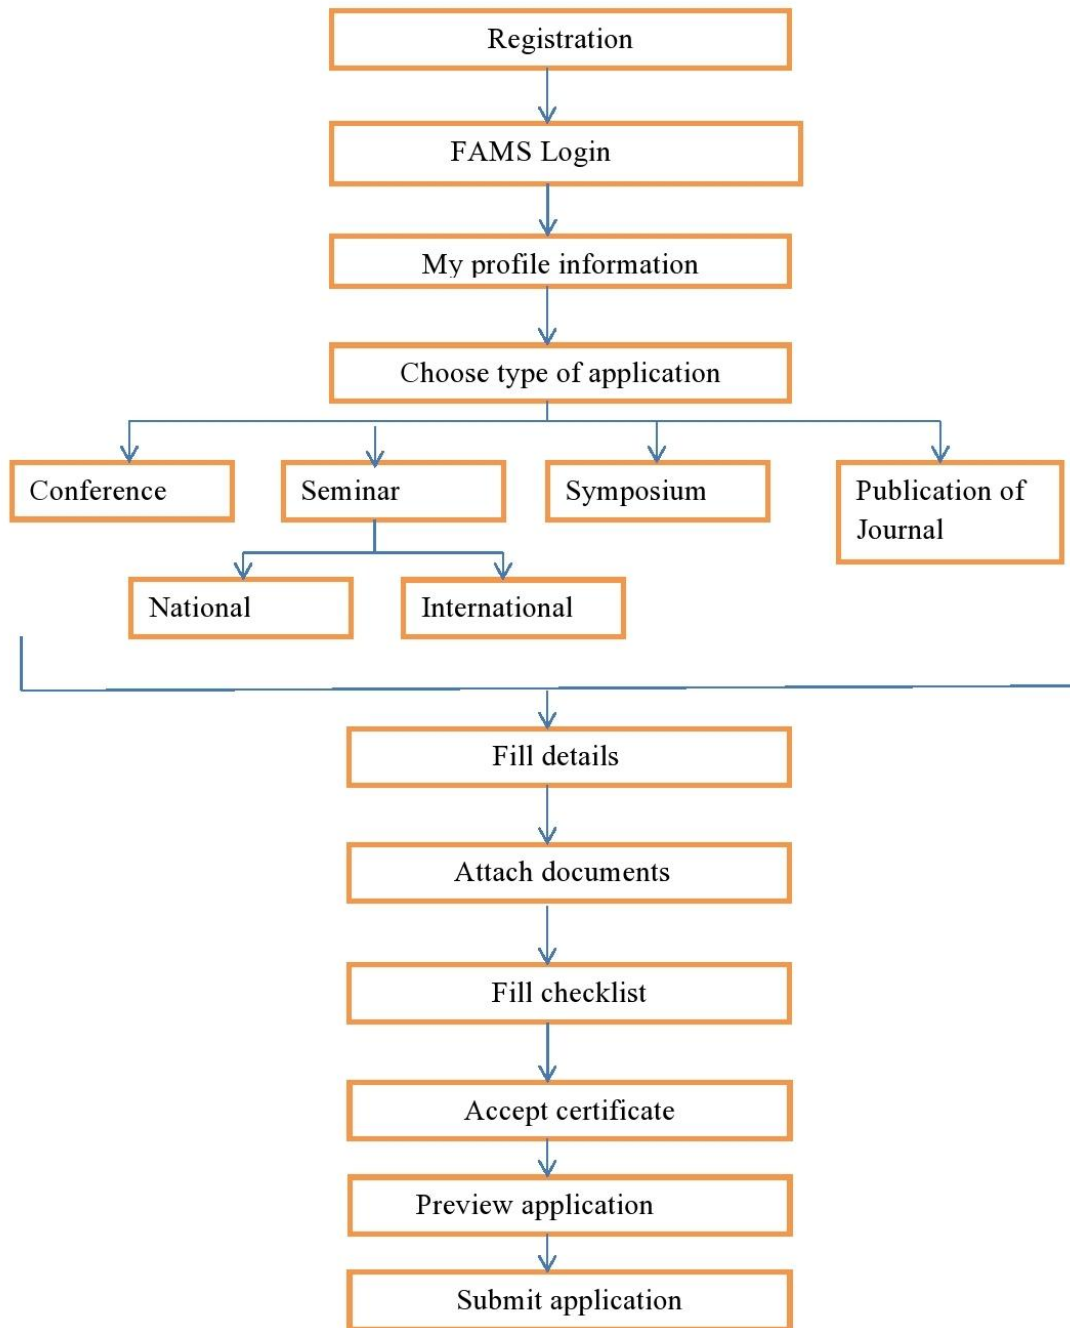 Registration
FAMS Login
My profile information
Choose type of application
Conference
Seminar
Symposium
Publication of
Journal
National
International
Fill details
Attach documents
Fill checklist
Accept certificate
Preview application
Submit application